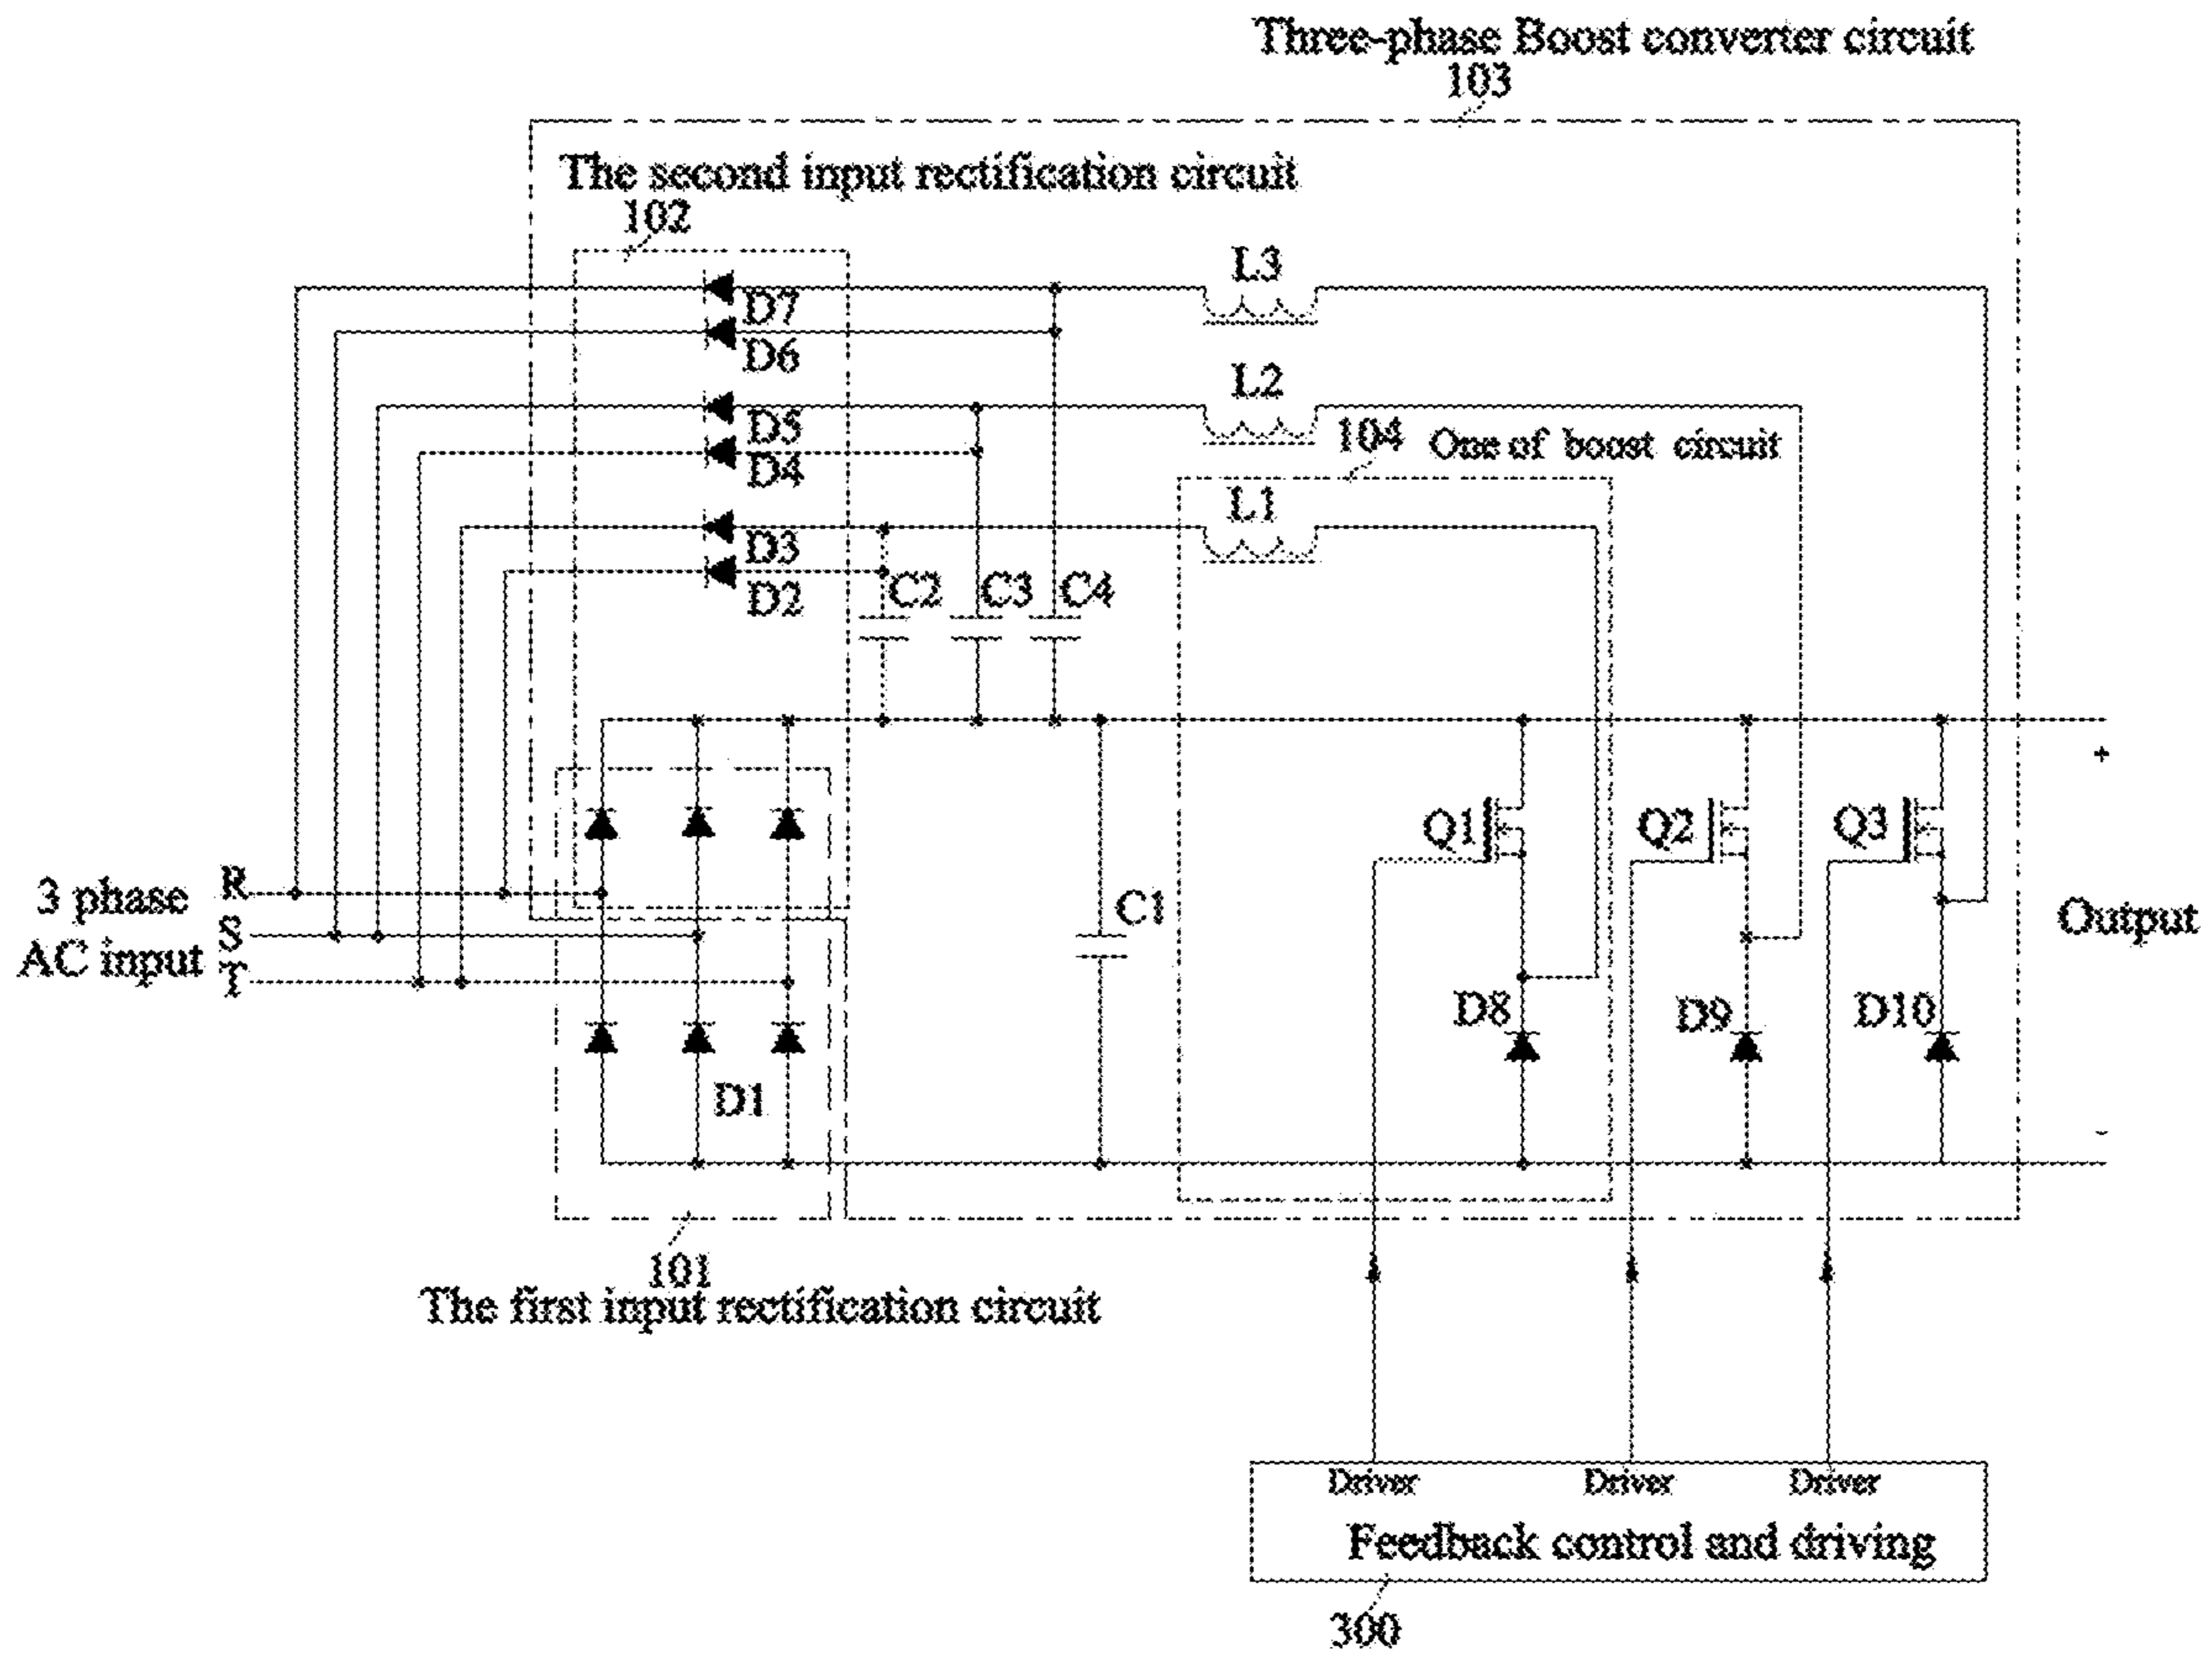 Three-phase Boost converter circuit
103
The second input rectification circuit
102
L3
D7
D6
L2
D5
104 One of boost circuit
D4
L1
D3
D2
C2 C3 C4
+
Q1 Q2 Q3
3 phase R
AC input S
T
C1
Output
D8 D9 D10
D1
-
101
The first input rectification circuit
Driver Driver Driver
Feedback control and driving
300